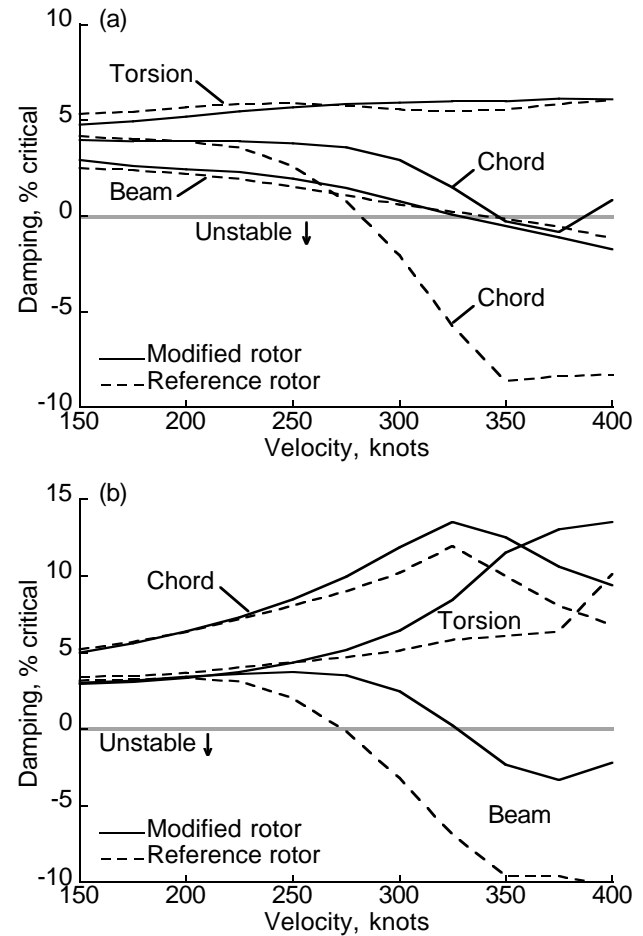 (a)
10
Torsion
5
Chord
Beam
0
Unstable ↓
-5
Chord
Modified rotor
Reference rotor
-10
150 200 250 300 350 400
Velocity, knots
Damping, % critical
(b)
15
Chord
10
Torsion
5
0
Unstable ↓
-5
Beam
Modified rotor
Reference rotor
-10
150 200 250 300 350 400
Velocity, knots
Damping, % critical